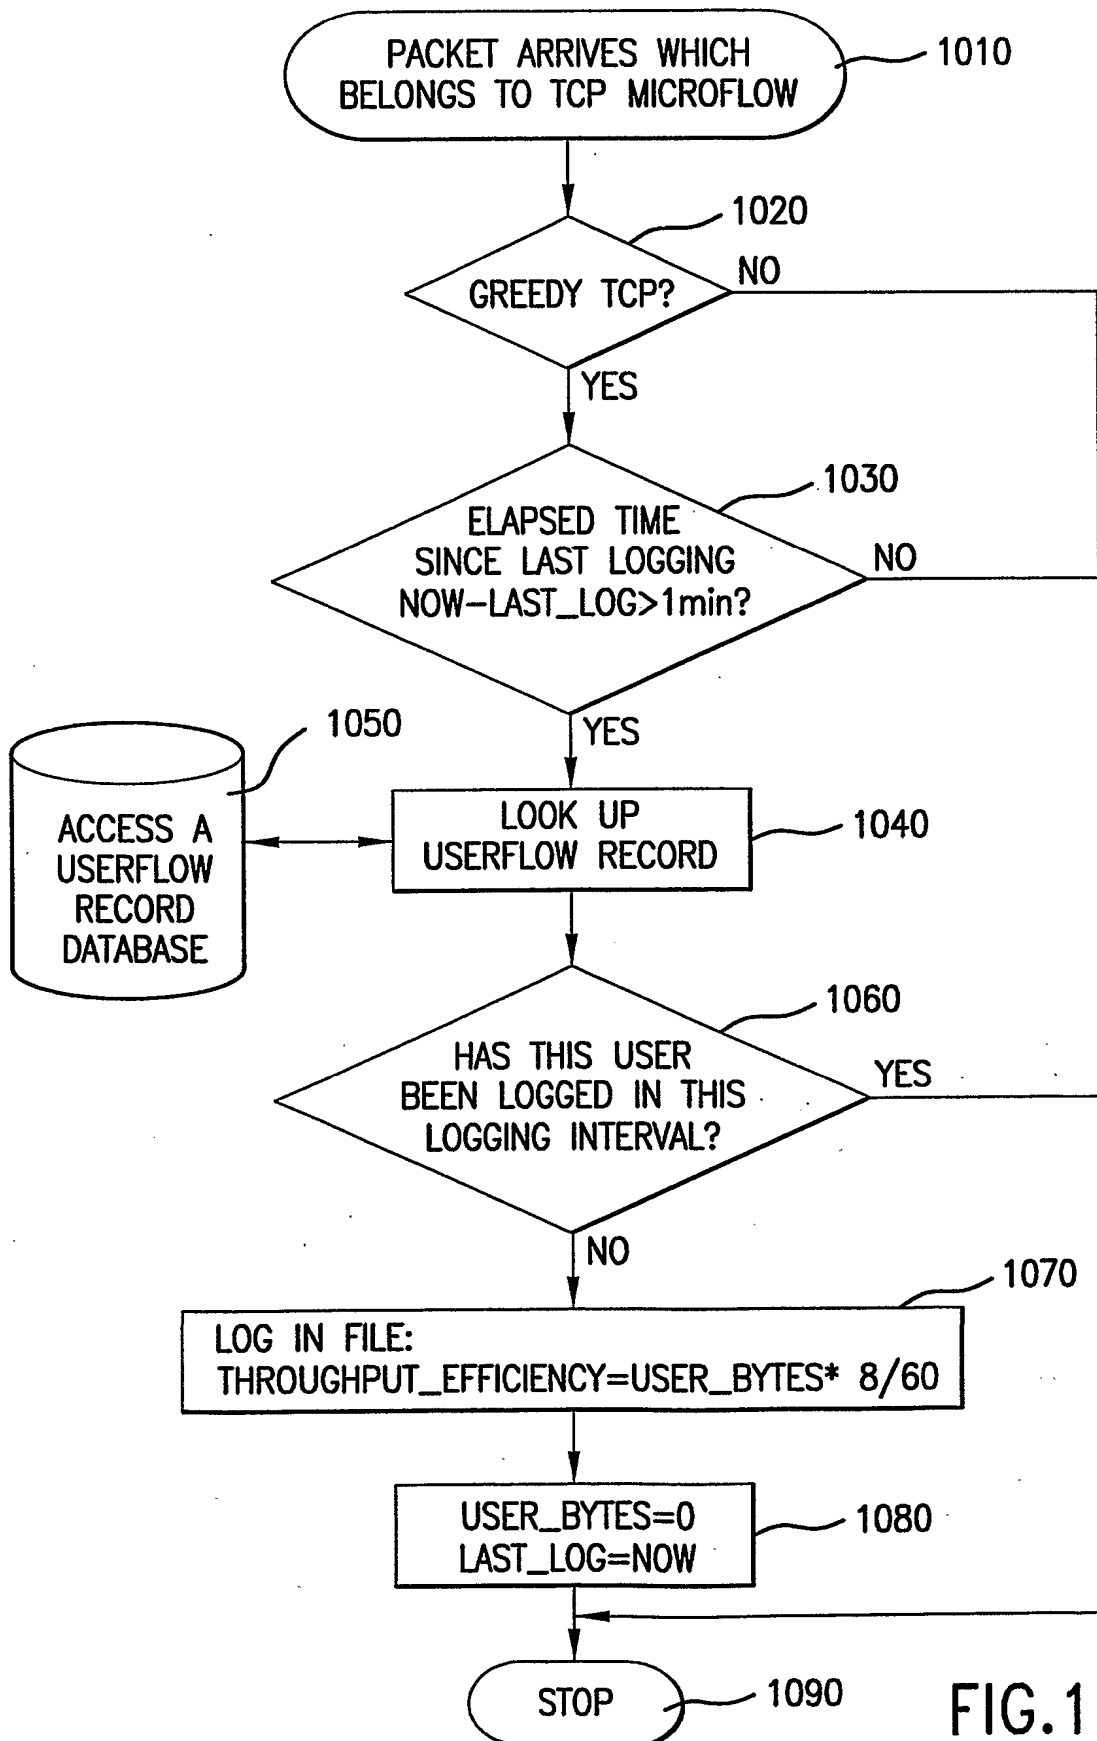 PACKET ARRIVES WHICH
BELONGS TO TCP MICROFLOW
1010
1020
GREEDY TCP?
NO
YES
1030
ELAPSED TIME
SINCE LAST LOGGING
NOW-LAST_LOG>1min?
NO
YES
1050
ACCESS A
USERFLOW
RECORD
DATABASE
LOOK UP
USERFLOW RECORD
1040
1060
HAS THIS USER
BEEN LOGGED IN THIS
LOGGING INTERVAL?
YES
NO
1070
LOG IN FILE:
THROUGHPUT_EFFICIENCY=USER_BYTES* 8/60
USER_BYTES=0
LAST_LOG=NOW
1080
STOP
1090
FIG.1